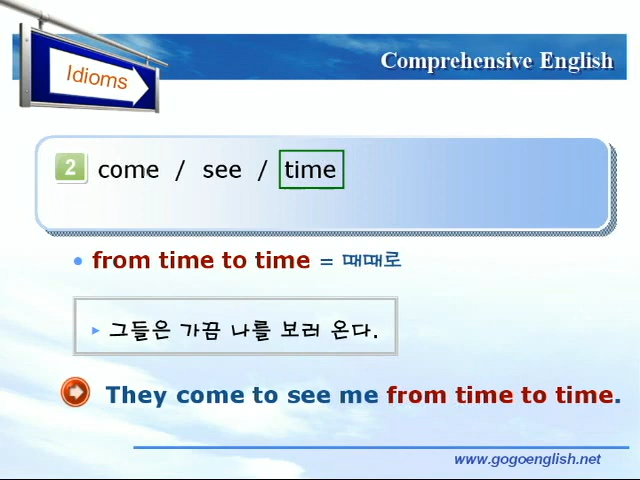 Idioms
Comprehensive English
2 come / see / time
• from time to time = 때때로
▸ 그들은 가끔 나를 보러 온다.
They come to see me from time to time.
www.gogoenglish.net